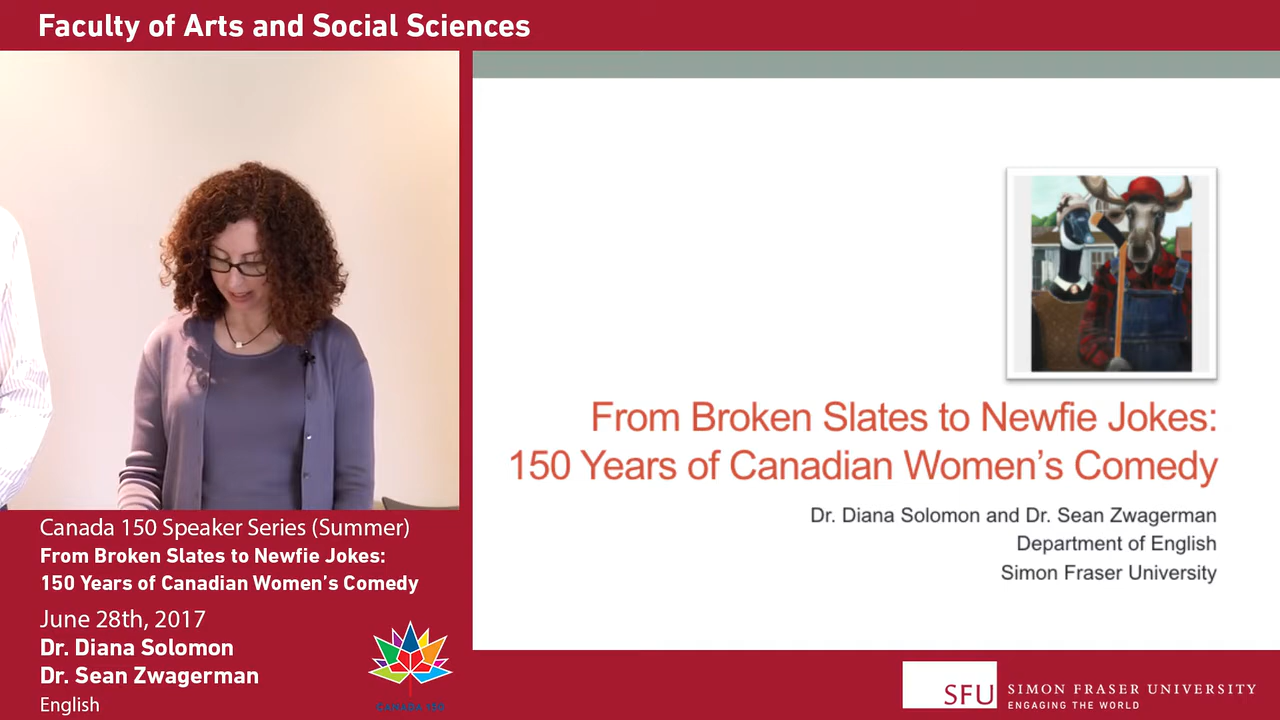 Faculty of Arts and Social Sciences
From Broken Slates to Newfie Jokes:
150 Years of Canadian Women's Comedy
Dr. Diana Solomon and Dr. Sean Zwagerman
Department of English
Simon Fraser University
Canada 150 Speaker Series (Summer)
From Broken Slates to Newfie Jokes:
150 Years of Canadian Women's Comedy
June 28th, 2017
Dr. Diana Solomon
Dr. Sean Zwagerman
English
CANADA 150
SFU
SIMON FRASER UNIVERSITY
ENGAGING THE WORLD